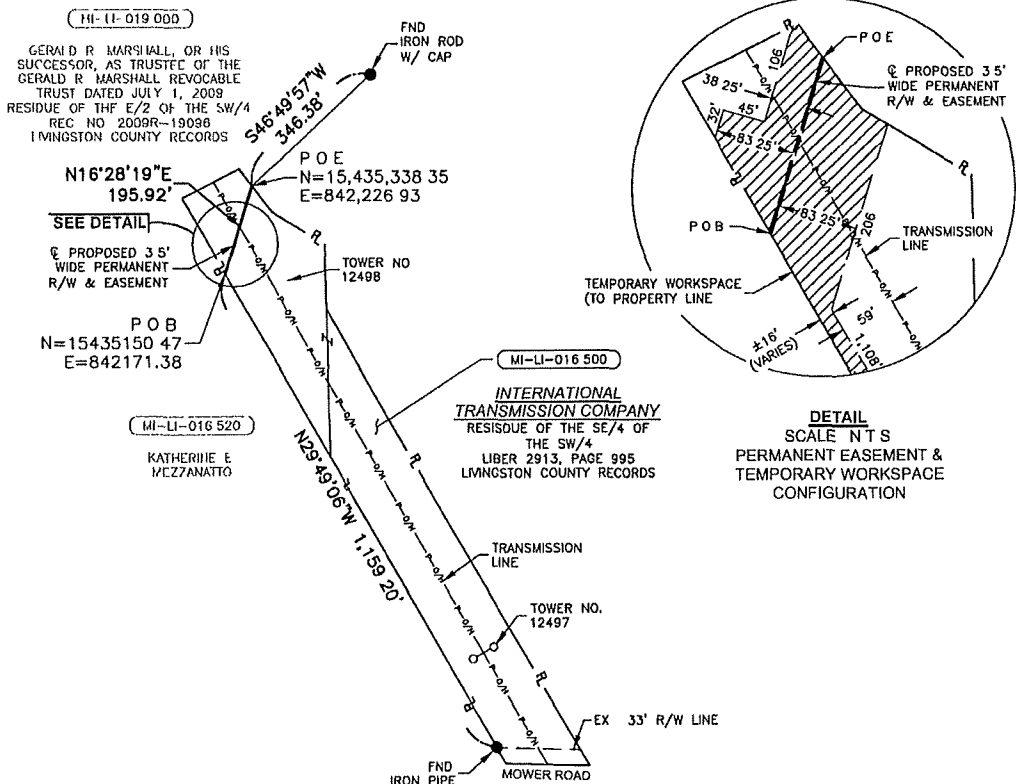 MI-LI-019 000
GERALD R MARSHALL, OR HIS
SUCCESSOR, AS TRUSTEE OF THE
GERALD R MARSHALL REVOCABLE
TRUST DATED JULY 1, 2009
RESIDUE OF THE E/2 OF THE SW/4
REC NO 2009R-19096
LIVINGSTON COUNTY RECORDS
FND
IRON ROD
W/ CAP
S46°49'57"W
346.38'
N16°28'19"E
195.92'
SEE DETAIL
℄ PROPOSED 3 5'
WIDE PERMANENT
R/W & EASEMENT
P O E
N=15,435,338 35
E=842,226 93
TOWER NO
12498
P O B
N=15435150 47
E=842171.38
MI-LI-016 520
KATHERINE E
MEZZANATTO
N29°49'06"W 1,159 20'
MI-LI-016 500
INTERNATIONAL
TRANSMISSION COMPANY
RESISDUE OF THE SE/4 OF
THE SW/4
LIBER 2913, PAGE 995
LIVINGSTON COUNTY RECORDS
TRANSMISSION
LINE
TOWER NO.
12497
EX 33' R/W LINE
FND
IRON PIPE
MOWER ROAD
P O E
℄ PROPOSED 3 5'
WIDE PERMANENT
R/W & EASEMENT
106
38 25'
45'
32'
83 25'
83 25'
206
P O B
TRANSMISSION
LINE
TEMPORARY WORKSPACE
(TO PROPERTY LINE
±16'
(VARIES)
59'
1,108'
DETAIL
SCALE N T S
PERMANENT EASEMENT &
TEMPORARY WORKSPACE
CONFIGURATION